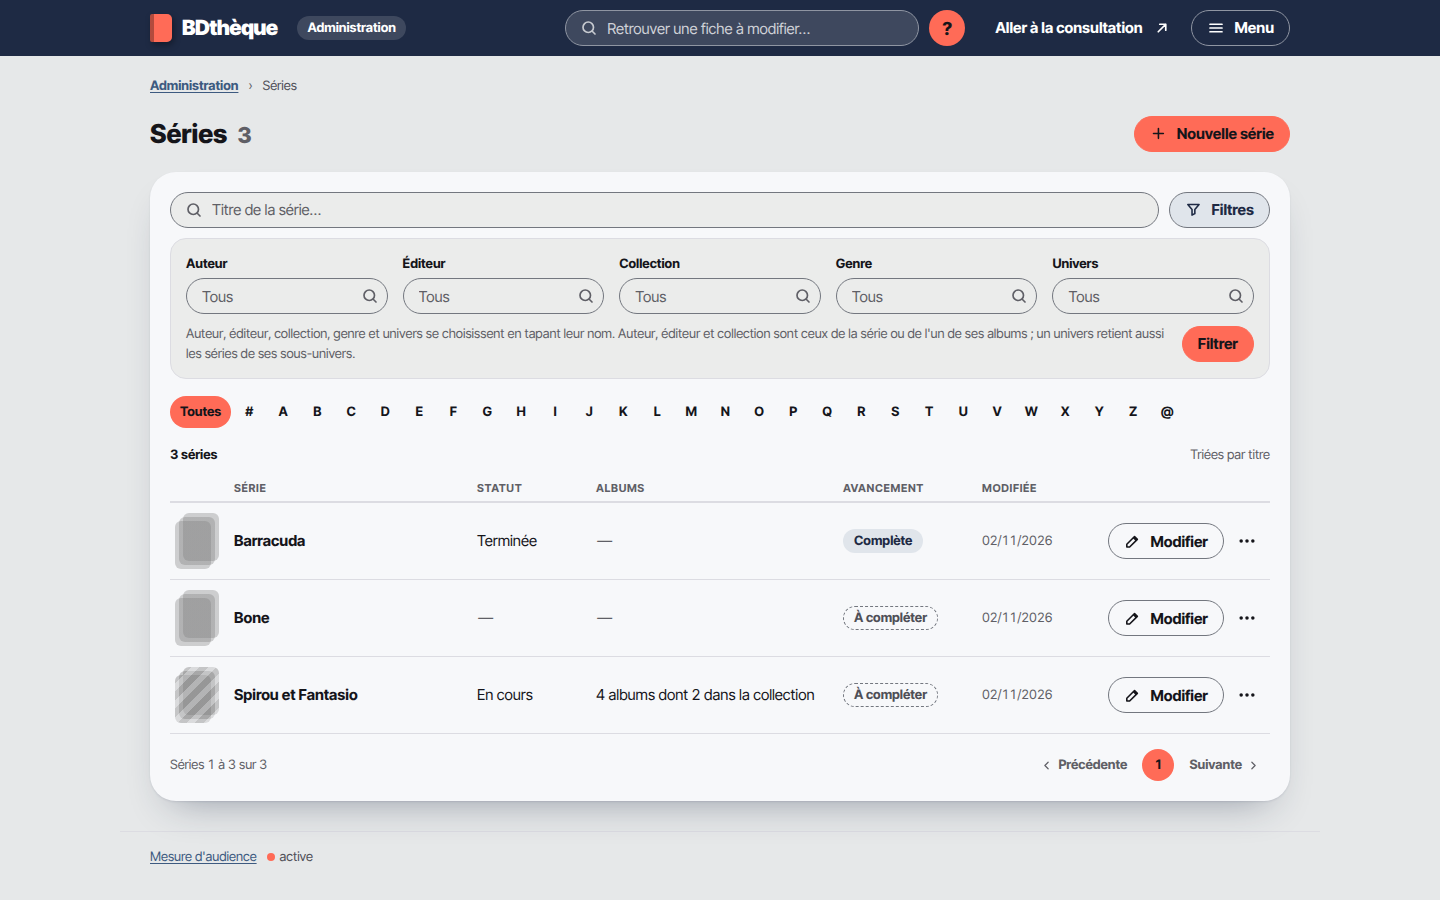 BDthèque Administration Retrouver une fiche à modifier... ? Aller à la consultation Menu
Administration › Séries
Séries 3 Nouvelle série
Titre de la série... Filtres
Auteur Éditeur Collection Genre Univers
Tous Tous Tous Tous Tous
Auteur, éditeur, collection, genre et univers se choisissent en tapant leur nom. Auteur, éditeur et collection sont ceux de la série ou de l'un de ses albums ; un univers retient aussi
les séries de ses sous-univers.
Filtrer
Toutes # A B C D E F G H I J K L M N O P Q R S T U V W X Y Z @
3 séries Triées par titre
SÉRIE STATUT ALBUMS AVANCEMENT MODIFIÉE
Barracuda Terminée — Complète 02/11/2026 Modifier
Bone — — À compléter 02/11/2026 Modifier
Spirou et Fantasio En cours 4 albums dont 2 dans la collection À compléter 02/11/2026 Modifier
Séries 1 à 3 sur 3 ‹ Précédente 1 Suivante ›
Mesure d'audience active